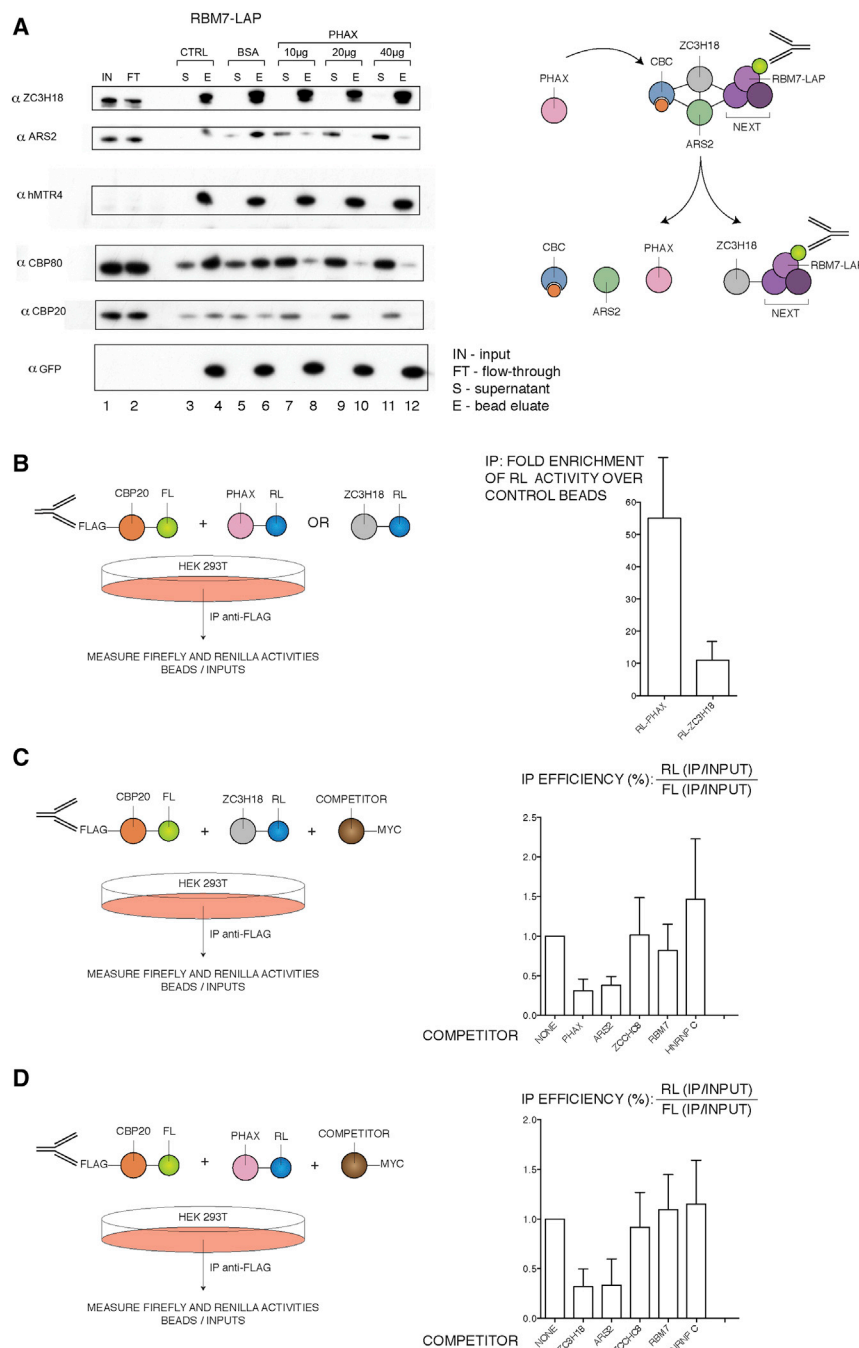 A
RBM7-LAP
PHAX
CTRL BSA 10µg 20µg 40µg
IN FT S E S E S E S E S E
α ZC3H18
α ARS2
α hMTR4
α CBP80
α CBP20
α GFP
1 2 3 4 5 6 7 8 9 10 11 12
PHAX
CBC
ZC3H18
RBM7-LAP
NEXT
ARS2
CBC
ARS2
PHAX
ZC3H18
RBM7-LAP
NEXT
IN - input
FT - flow-through
S - supernatant
E - bead eluate
B
CBP20 FL
FLAG
+
PHAX RL
OR
ZC3H18 RL
HEK 293T
IP anti-FLAG
MEASURE FIREFLY AND RENILLA ACTIVITIES
BEADS / INPUTS
IP: FOLD ENRICHMENT
OF RL ACTIVITY OVER
CONTROL BEADS
60
50
40
30
20
10
0
RL-PHAX
RL-ZC3H18
C
CBP20 FL
FLAG
+
ZC3H18 RL
+
COMPETITOR
MYC
HEK 293T
IP anti-FLAG
MEASURE FIREFLY AND RENILLA ACTIVITIES
BEADS / INPUTS
IP EFFICIENCY (%): RL (IP/INPUT)
FL (IP/INPUT)
2.5
2.0
1.5
1.0
0.5
0.0
COMPETITOR
NONE
PHAX
ARS2
ZCCHC8
RBM7
HNRNP C
D
CBP20 FL
FLAG
+
PHAX RL
+
COMPETITOR
MYC
HEK 293T
IP anti-FLAG
MEASURE FIREFLY AND RENILLA ACTIVITIES
BEADS / INPUTS
IP EFFICIENCY (%): RL (IP/INPUT)
FL (IP/INPUT)
2.0
1.5
1.0
0.5
0.0
COMPETITOR
NONE
ZC3H18
ARS2
ZCCHC8
RBM7
HNRNP C